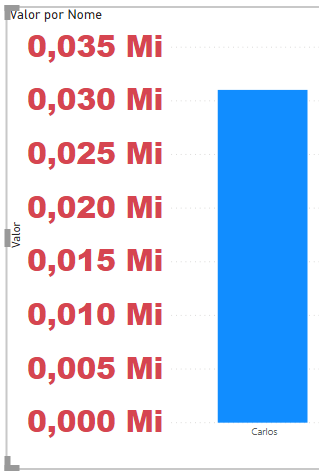 Valor por Nome
0,035 Mi
0,030 Mi
0,025 Mi
0,020 Mi
0,015 Mi
0,010 Mi
0,005 Mi
0,000 Mi
Valor
Carlos